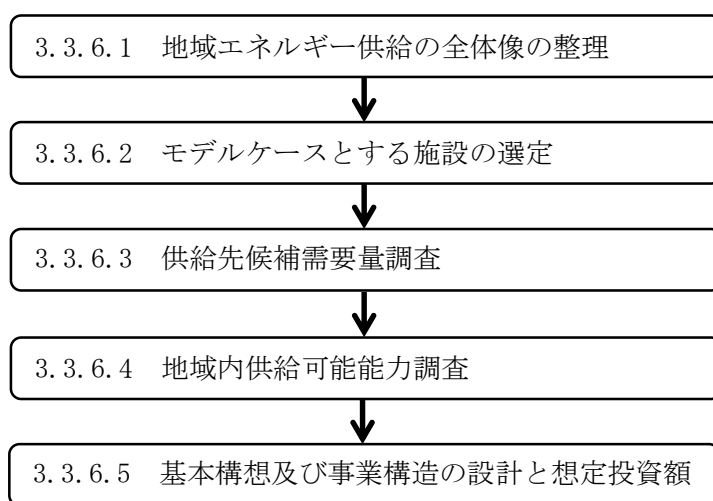 3.3.6.1　地域エネルギー供給の全体像の整理
3.3.6.2　モデルケースとする施設の選定
3.3.6.3　供給先候補需要量調査
3.3.6.4　地域内供給可能能力調査
3.3.6.5　基本構想及び事業構造の設計と想定投資額